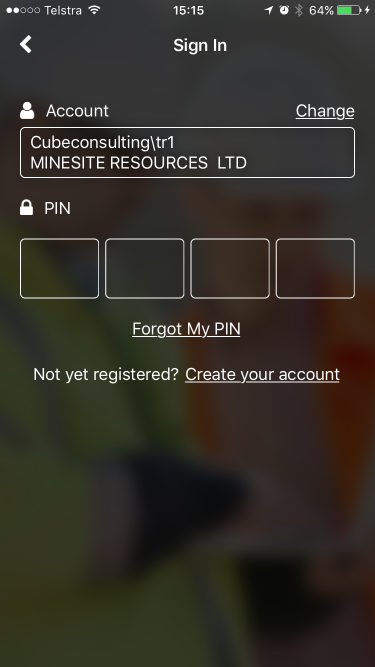 Telstra 15:15 64%
Sign In
Account Change
Cubeconsulting\tr1
MINESITE RESOURCES LTD
PIN
Forgot My PIN
Not yet registered? Create your account